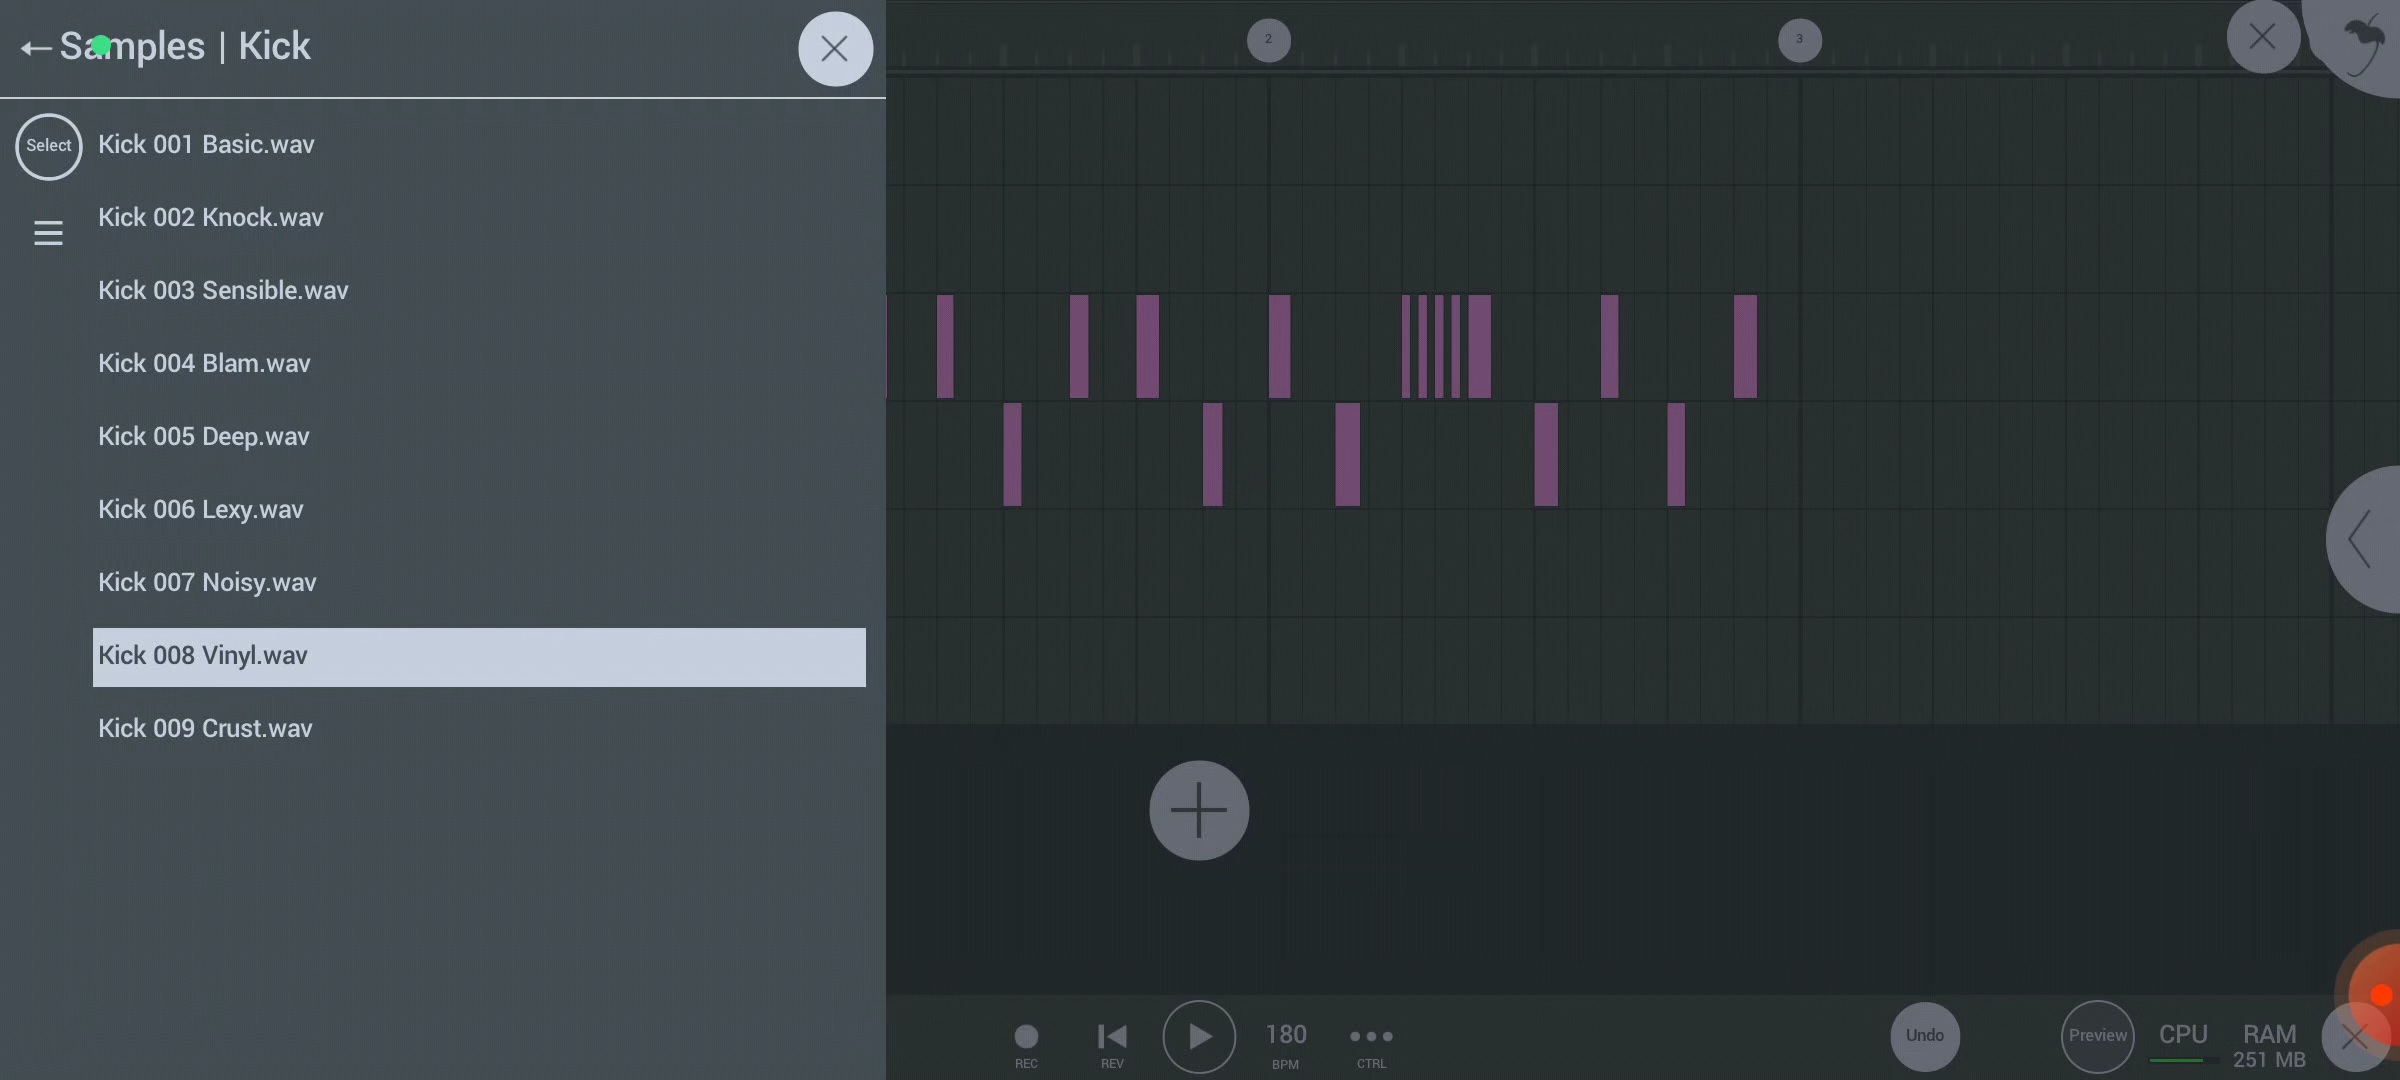 Samples | Kick
Select
Kick 001 Basic.wav
Kick 002 Knock.wav
Kick 003 Sensible.wav
Kick 004 Blam.wav
Kick 005 Deep.wav
Kick 006 Lexy.wav
Kick 007 Noisy.wav
Kick 008 Vinyl.wav
Kick 009 Crust.wav
2
3
REC
REV
180
BPM
CTRL
Undo
Preview
CPU
RAM
251 MB